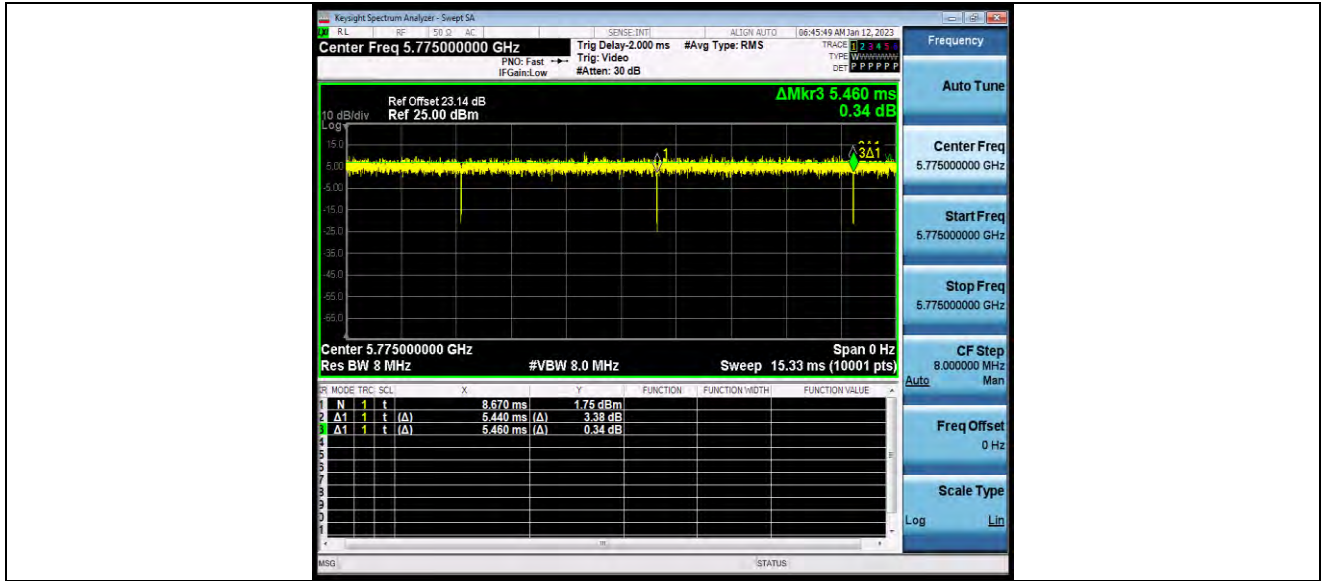 Keysight Spectrum Analyzer - Swept SA
RL RF 50 Ω AC SENSE:INT ALIGN AUTO 06:45:49 AM Jan 12, 2023
Center Freq 5.775000000 GHz
Trig Delay-2.000 ms #Avg Type: RMS
TRACE 1 2 3 4 5 6
PNO: Fast Trig: Video
TYPE WWWWWW
IFGain:Low #Atten: 30 dB
DET P P P P P P
ΔMkr3 5.460 ms
0.34 dB
Ref Offset 23.14 dB
10 dB/div Ref 25.00 dBm
Log
15.0
5.00
-5.00
-15.0
-25.0
-35.0
-45.0
-55.0
-65.0
1
3Δ1
Center 5.775000000 GHz Span 0 Hz
Res BW 8 MHz #VBW 8.0 MHz Sweep 15.33 ms (10001 pts)
MODE TRC SCL X Y FUNCTION FUNCTION WIDTH FUNCTION VALUE
1 N 1 t 8.670 ms 1.75 dBm
2 Δ1 1 t (Δ) 5.440 ms (Δ) 3.38 dB
3 Δ1 1 t (Δ) 5.460 ms (Δ) 0.34 dB
4
5
6
7
8
9
MSG STATUS
Frequency
Auto Tune
Center Freq
5.775000000 GHz
Start Freq
5.775000000 GHz
Stop Freq
5.775000000 GHz
CF Step
8.000000 MHz
Auto Man
Freq Offset
0 Hz
Scale Type
Log Lin